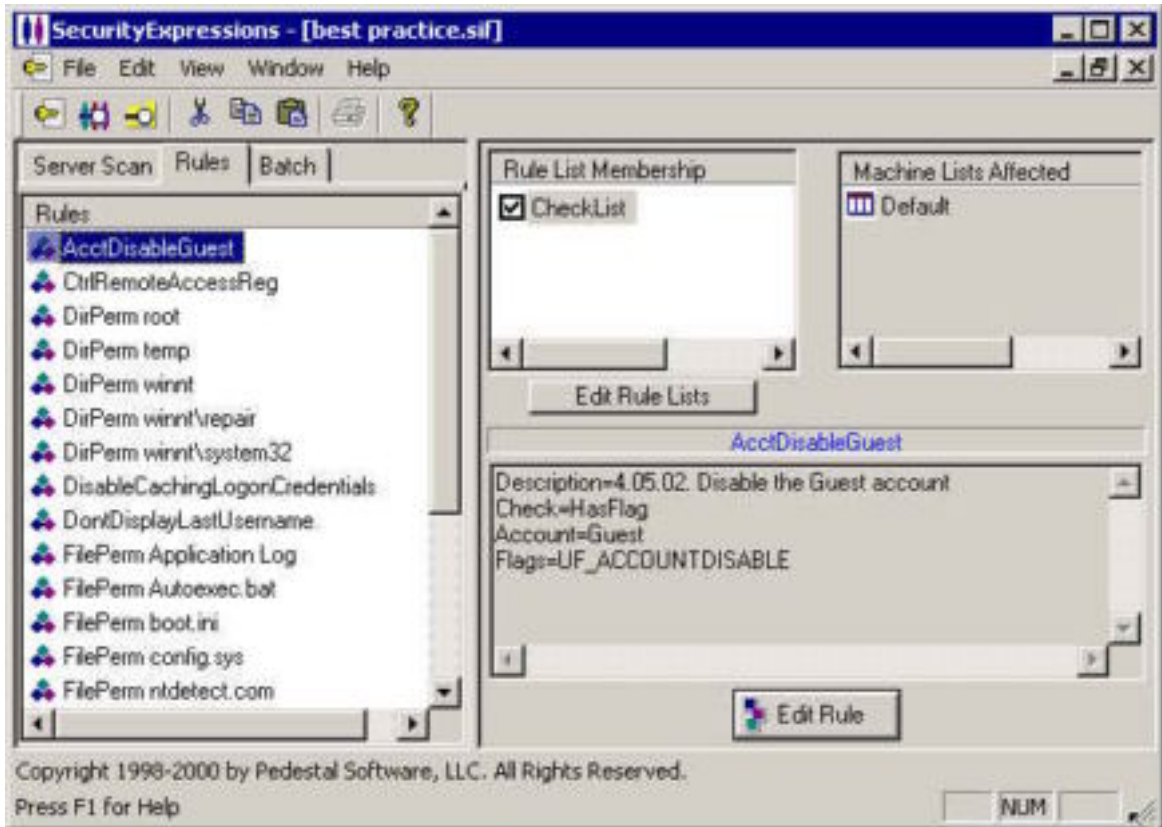 SecurityExpressions - [best practice.sif]
File Edit View Window Help
Server Scan Rules Batch
Rules
AcctDisableGuest
CtrlRemoteAccessReg
DirPerm root
DirPerm temp
DirPerm winnt
DirPerm winnt\repair
DirPerm winnt\system32
DisableCachingLogonCredentials
DontDisplayLastUsername
FilePerm Application Log
FilePerm Autoexec.bat
FilePerm boot.ini
FilePerm config.sys
FilePerm ntdetect.com
Rule List Membership
CheckList
Machine Lists Affected
Default
Edit Rule Lists
AcctDisableGuest
Description=4.05.02. Disable the Guest account
Check=HasFlag
Account=Guest
Flags=UF_ACCOUNTDISABLE
Edit Rule
Copyright 1998-2000 by Pedestal Software, LLC. All Rights Reserved.
Press F1 for Help
NUM